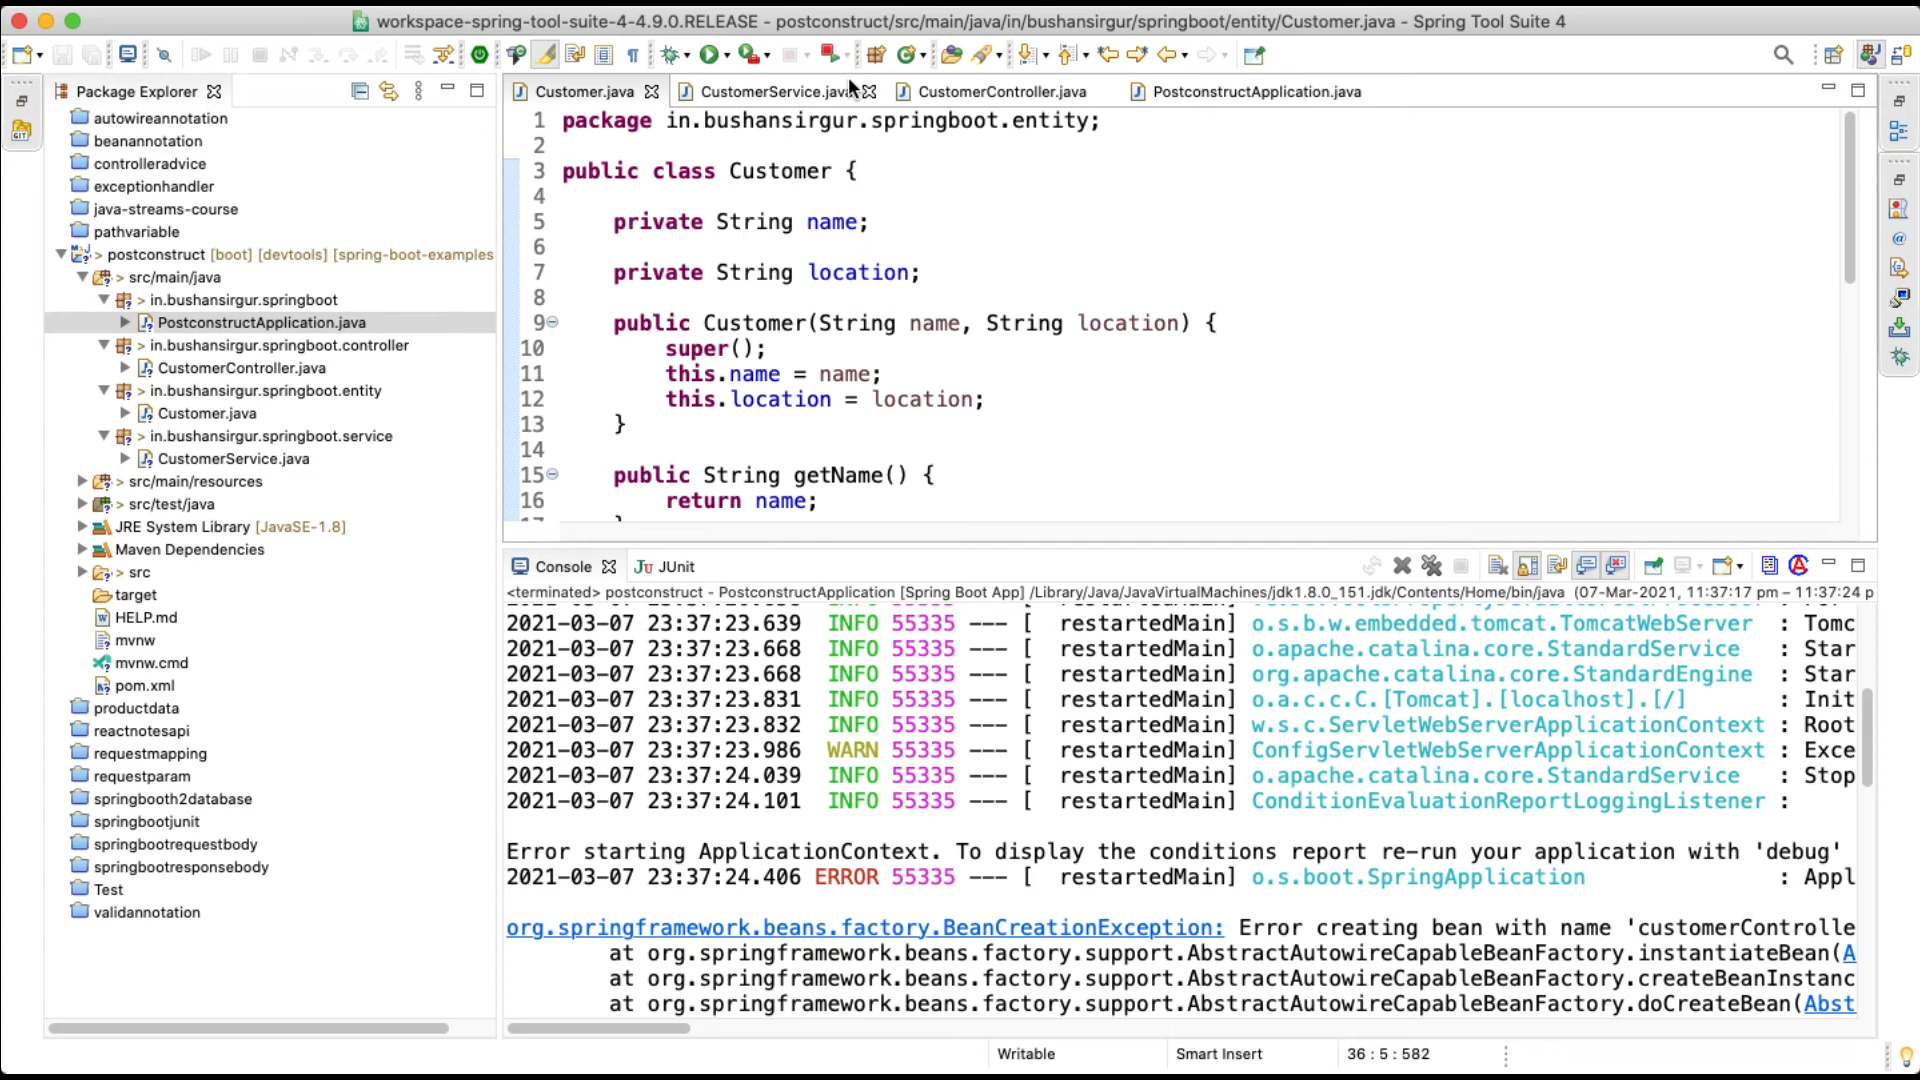 workspace-spring-tool-suite-4-4.9.0.RELEASE - postconstruct/src/main/java/in/bushansirgur/springboot/entity/Customer.java - Spring Tool Suite 4
Package Explorer
autowireannotation
beanannotation
controlleradvice
exceptionhandler
java-streams-course
pathvariable
> postconstruct [boot] [devtools] [spring-boot-examples
> src/main/java
> in.bushansirgur.springboot
PostconstructApplication.java
> in.bushansirgur.springboot.controller
CustomerController.java
> in.bushansirgur.springboot.entity
Customer.java
> in.bushansirgur.springboot.service
CustomerService.java
> src/main/resources
> src/test/java
JRE System Library [JavaSE-1.8]
Maven Dependencies
> src
target
HELP.md
mvnw
mvnw.cmd
pom.xml
productdata
reactnotesapi
requestmapping
requestparam
springbooth2database
springbootjunit
springbootrequestbody
springbootresponsebody
Test
validannotation
Customer.java CustomerService.java CustomerController.java PostconstructApplication.java
1 package in.bushansirgur.springboot.entity;
2
3 public class Customer {
4
5 private String name;
6
7 private String location;
8
9 public Customer(String name, String location) {
10 super();
11 this.name = name;
12 this.location = location;
13 }
14
15 public String getName() {
16 return name;
Console JUnit
<terminated> postconstruct - PostconstructApplication [Spring Boot App] /Library/Java/JavaVirtualMachines/jdk1.8.0_151.jdk/Contents/Home/bin/java (07-Mar-2021, 11:37:17 pm – 11:37:24 p
2021-03-07 23:37:23.639 INFO 55335 --- [ restartedMain] o.s.b.w.embedded.tomcat.TomcatWebServer : Tomc
2021-03-07 23:37:23.668 INFO 55335 --- [ restartedMain] o.apache.catalina.core.StandardService : Star
2021-03-07 23:37:23.668 INFO 55335 --- [ restartedMain] org.apache.catalina.core.StandardEngine : Star
2021-03-07 23:37:23.831 INFO 55335 --- [ restartedMain] o.a.c.c.C.[Tomcat].[localhost].[/] : Init
2021-03-07 23:37:23.832 INFO 55335 --- [ restartedMain] w.s.c.ServletWebServerApplicationContext : Root
2021-03-07 23:37:23.986 WARN 55335 --- [ restartedMain] ConfigServletWebServerApplicationContext : Exce
2021-03-07 23:37:24.039 INFO 55335 --- [ restartedMain] o.apache.catalina.core.StandardService : Stop
2021-03-07 23:37:24.101 INFO 55335 --- [ restartedMain] ConditionEvaluationReportLoggingListener :
Error starting ApplicationContext. To display the conditions report re-run your application with 'debug'
2021-03-07 23:37:24.406 ERROR 55335 --- [ restartedMain] o.s.boot.SpringApplication : Appl
org.springframework.beans.factory.BeanCreationException: Error creating bean with name 'customerControlle
at org.springframework.beans.factory.support.AbstractAutowireCapableBeanFactory.instantiateBean(A
at org.springframework.beans.factory.support.AbstractAutowireCapableBeanFactory.createBeanInstanc
at org.springframework.beans.factory.support.AbstractAutowireCapableBeanFactory.doCreateBean(Abst
Writable Smart Insert 36 : 5 : 582